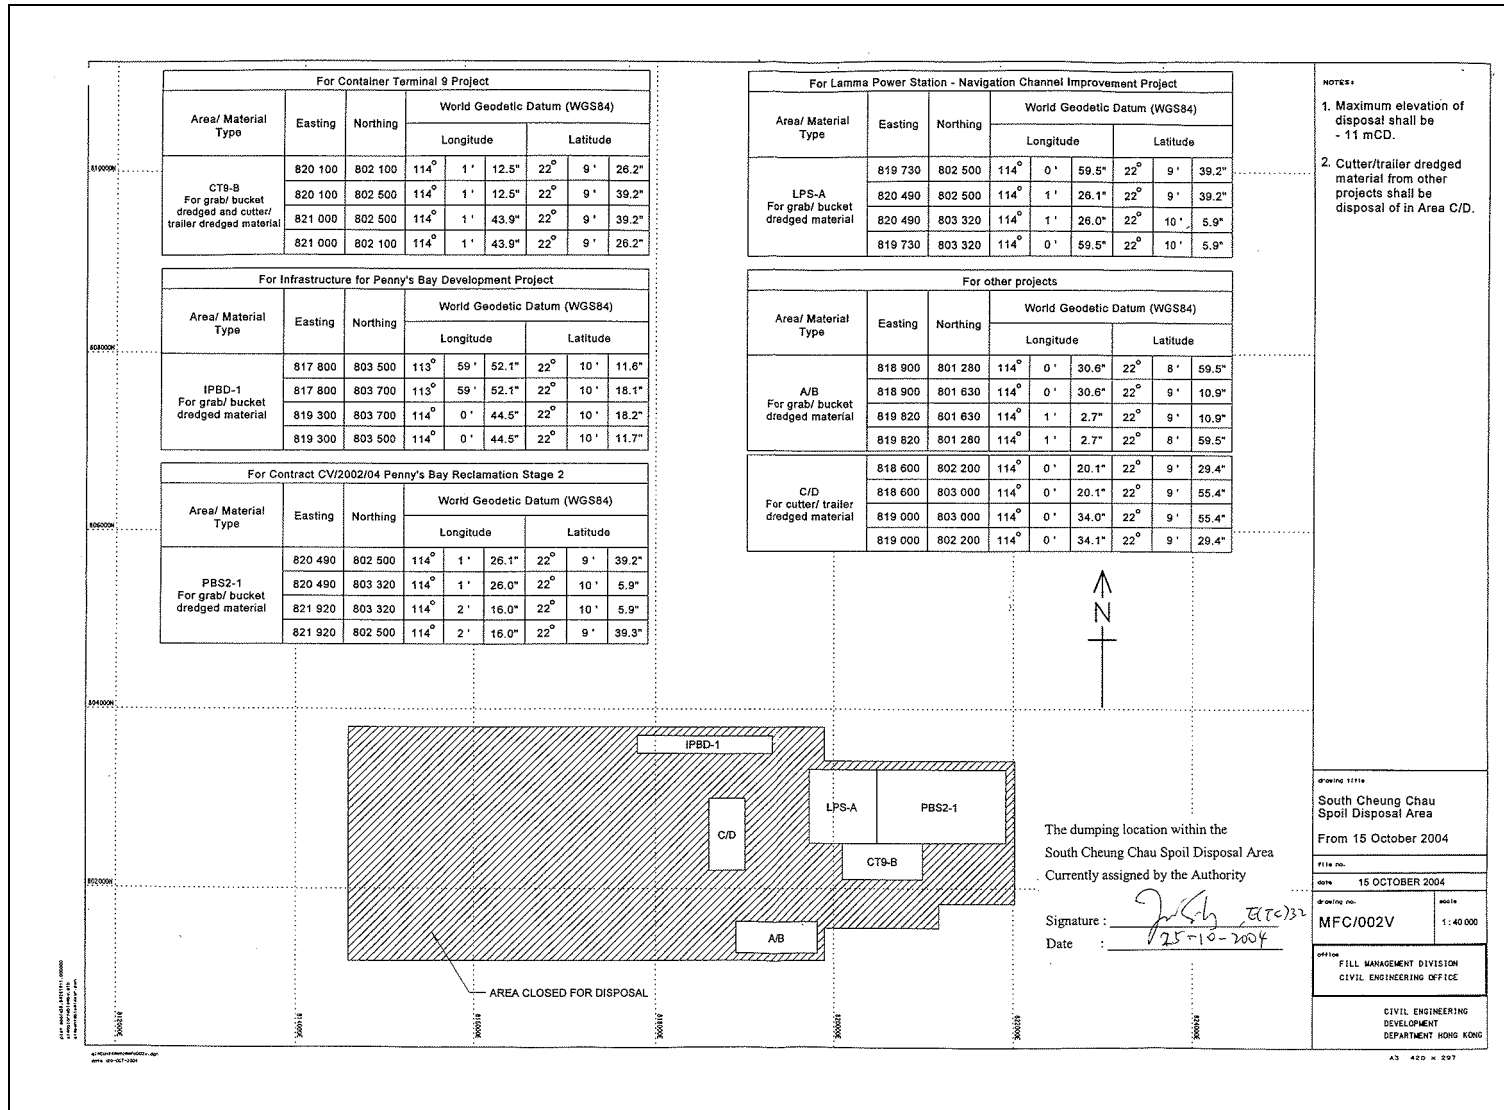 For Container Terminal 9 Project
Area/ Material Type Easting Northing World Geodetic Datum (WGS84)
Longitude Latitude
CT9-B
For grab/ bucket
dredged and cutter/
trailer dredged material
820 100 802 100 114° 1' 12.5" 22° 9' 26.2"
820 100 802 500 114° 1' 12.5" 22° 9' 39.2"
821 000 802 500 114° 1' 43.9" 22° 9' 39.2"
821 000 802 100 114° 1' 43.9" 22° 9' 26.2"
For Infrastructure for Penny's Bay Development Project
Area/ Material Type Easting Northing World Geodetic Datum (WGS84)
Longitude Latitude
IPBD-1
For grab/ bucket
dredged material
817 800 803 500 113° 59' 52.1" 22° 10' 11.6"
817 800 803 700 113° 59' 52.1" 22° 10' 18.1"
819 300 803 700 114° 0' 44.5" 22° 10' 18.2"
819 300 803 500 114° 0' 44.5" 22° 10' 11.7"
For Contract CV/2002/04 Penny's Bay Reclamation Stage 2
Area/ Material Type Easting Northing World Geodetic Datum (WGS84)
Longitude Latitude
PBS2-1
For grab/ bucket
dredged material
820 490 802 500 114° 1' 26.1" 22° 9' 39.2"
820 490 803 320 114° 1' 26.0" 22° 10' 5.9"
821 920 803 320 114° 2' 16.0" 22° 10' 5.9"
821 920 802 500 114° 2' 16.0" 22° 9' 39.3"
For Lamma Power Station - Navigation Channel Improvement Project
Area/ Material Type Easting Northing World Geodetic Datum (WGS84)
Longitude Latitude
LPS-A
For grab/ bucket
dredged material
819 730 802 500 114° 0' 59.5" 22° 9' 39.2"
820 490 802 500 114° 1' 26.1" 22° 9' 39.2"
820 490 803 320 114° 1' 26.0" 22° 10' 5.9"
819 730 803 320 114° 0' 59.5" 22° 10' 5.9"
For other projects
Area/ Material Type Easting Northing World Geodetic Datum (WGS84)
Longitude Latitude
A/B
For grab/ bucket
dredged material
818 900 801 280 114° 0' 30.6" 22° 8' 59.5"
818 900 801 630 114° 0' 30.6" 22° 9' 10.9"
819 820 801 630 114° 1' 2.7" 22° 9' 10.9"
819 820 801 280 114° 1' 2.7" 22° 8' 59.5"
C/D
For cutter/ trailer
dredged material
818 600 802 200 114° 0' 20.1" 22° 9' 29.4"
818 600 803 000 114° 0' 20.1" 22° 9' 55.4"
819 000 803 000 114° 0' 34.0" 22° 9' 55.4"
819 000 802 200 114° 0' 34.1" 22° 9' 29.4"
NOTES:
1. Maximum elevation of
disposal shall be
- 11 mCD.
2. Cutter/trailer dredged
material from other
projects shall be
disposal of in Area C/D.
810000N
808000N
806000N
804000N
802000N
N
IPBD-1
LPS-A
PBS2-1
C/D
CT9-B
A/B
AREA CLOSED FOR DISPOSAL
812000E
814000E
816000E
818000E
820000E
822000E
824000E
The dumping location within the
South Cheung Chau Spoil Disposal Area
Currently assigned by the Authority
Signature : E(TC)32
Date : 25-10-2004
drawing title
South Cheung Chau
Spoil Disposal Area
From 15 October 2004
file no.
date 15 OCTOBER 2004
drawing no.
MFC/002V
scale
1:40 000
office
FILL MANAGEMENT DIVISION
CIVIL ENGINEERING OFFICE
CIVIL ENGINEERING
DEVELOPMENT
DEPARTMENT HONG KONG
A3 420 x 297